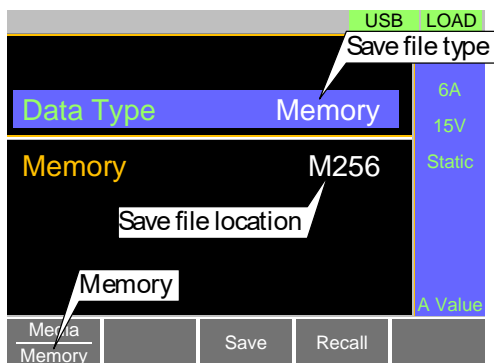 USB LOAD
Save file type
6A
Data Type Memory
15V
Memory M256
Static
Save file location
Memory
A Value
Media
Save Recall
Memory